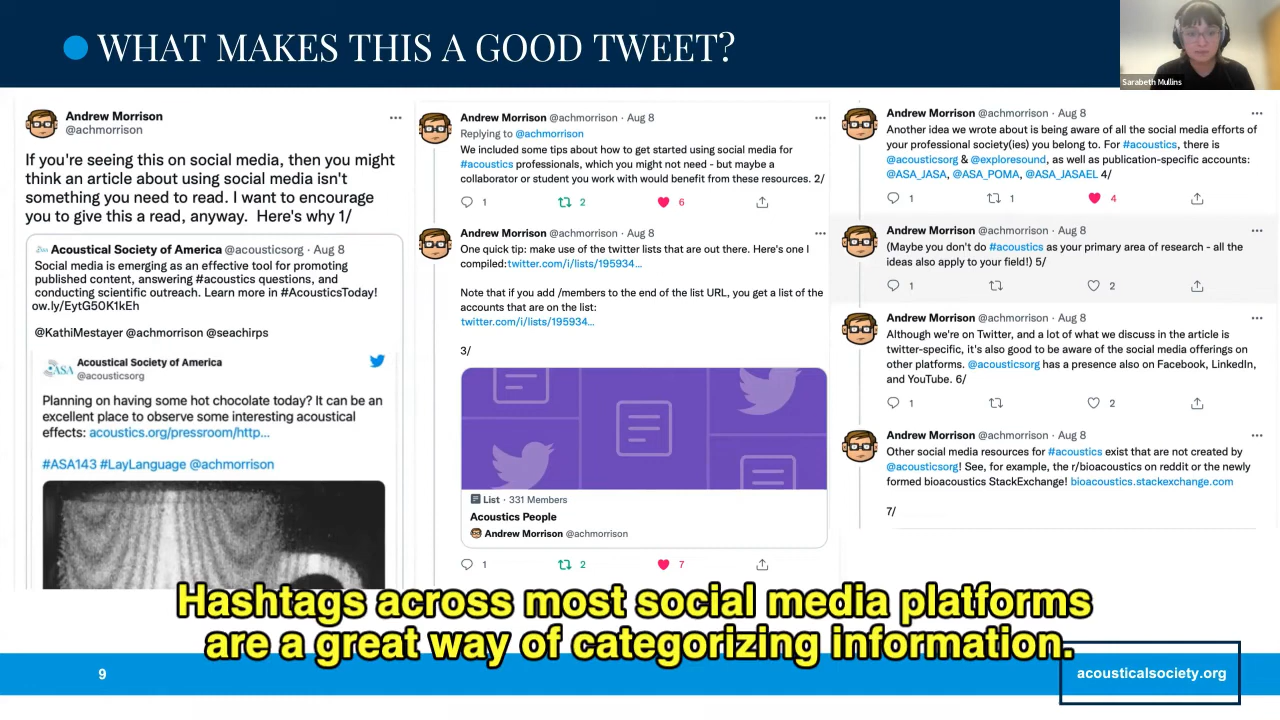 WHAT MAKES THIS A GOOD TWEET?
Sarabeth Mullins
Andrew Morrison
@achmorrison
If you're seeing this on social media, then you might
think an article about using social media isn't
something you need to read. I want to encourage
you to give this a read, anyway. Here's why 1/
Acoustical Society of America @acousticsorg · Aug 8
Social media is emerging as an effective tool for promoting
published content, answering #acoustics questions, and
conducting scientific outreach. Learn more in #AcousticsToday!
ow.ly/EytG50K1kEh
@KathiMestayer @achmorrison @seachirps
ASA
Acoustical Society of America
@acousticsorg
Planning on having some hot chocolate today? It can be an
excellent place to observe some interesting acoustical
effects: acoustics.org/pressroom/http...
#ASA143 #LayLanguage @achmorrison
Andrew Morrison @achmorrison · Aug 8
Replying to @achmorrison
We included some tips about how to get started using social media for
#acoustics professionals, which you might not need - but maybe a
collaborator or student you work with would benefit from these resources. 2/
1 2 6
Andrew Morrison @achmorrison · Aug 8
One quick tip: make use of the twitter lists that are out there. Here's one I
compiled:twitter.com/i/lists/195934...
Note that if you add /members to the end of the list URL, you get a list of the
accounts that are on the list:
twitter.com/i/lists/195934...
3/
List · 331 Members
Acoustics People
Andrew Morrison @achmorrison
1 2 7
Andrew Morrison @achmorrison · Aug 8
Another idea we wrote about is being aware of all the social media efforts of
your professional society(ies) you belong to. For #acoustics, there is
@acousticsorg & @exploresound, as well as publication-specific accounts:
@ASA_JASA, @ASA_POMA, @ASA_JASAEL 4/
1 1 4
Andrew Morrison @achmorrison · Aug 8
(Maybe you don't do #acoustics as your primary area of research - all the
ideas also apply to your field!) 5/
1 2
Andrew Morrison @achmorrison · Aug 8
Although we're on Twitter, and a lot of what we discuss in the article is
twitter-specific, it's also good to be aware of the social media offerings on
other platforms. @acousticsorg has a presence also on Facebook, LinkedIn,
and YouTube. 6/
1 2
Andrew Morrison @achmorrison · Aug 8
Other social media resources for #acoustics exist that are not created by
@acousticsorg! See, for example, the r/bioacoustics on reddit or the newly
formed bioacoustics StackExchange! bioacoustics.stackexchange.com
7/
Hashtags across most social media platforms
are a great way of categorizing information.
9
acousticalsociety.org